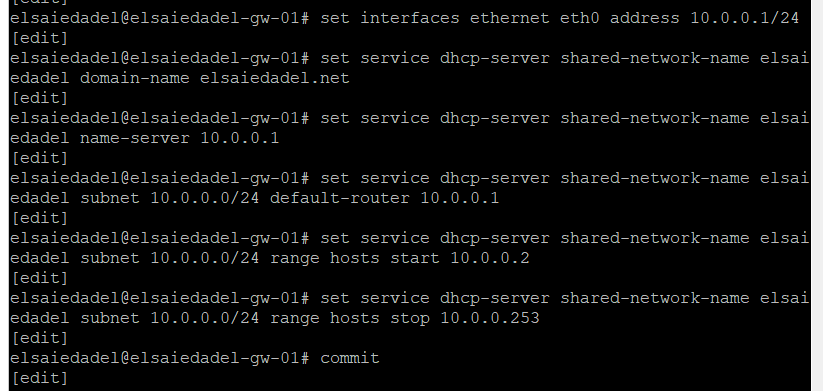 [edit]
elsaiedadel@elsaiedadel-gw-01# set interfaces ethernet eth0 address 10.0.0.1/24
[edit]
elsaiedadel@elsaiedadel-gw-01# set service dhcp-server shared-network-name elsai
edadel domain-name elsaiedadel.net
[edit]
elsaiedadel@elsaiedadel-gw-01# set service dhcp-server shared-network-name elsai
edadel name-server 10.0.0.1
[edit]
elsaiedadel@elsaiedadel-gw-01# set service dhcp-server shared-network-name elsai
edadel subnet 10.0.0.0/24 default-router 10.0.0.1
[edit]
elsaiedadel@elsaiedadel-gw-01# set service dhcp-server shared-network-name elsai
edadel subnet 10.0.0.0/24 range hosts start 10.0.0.2
[edit]
elsaiedadel@elsaiedadel-gw-01# set service dhcp-server shared-network-name elsai
edadel subnet 10.0.0.0/24 range hosts stop 10.0.0.253
[edit]
elsaiedadel@elsaiedadel-gw-01# commit
[edit]